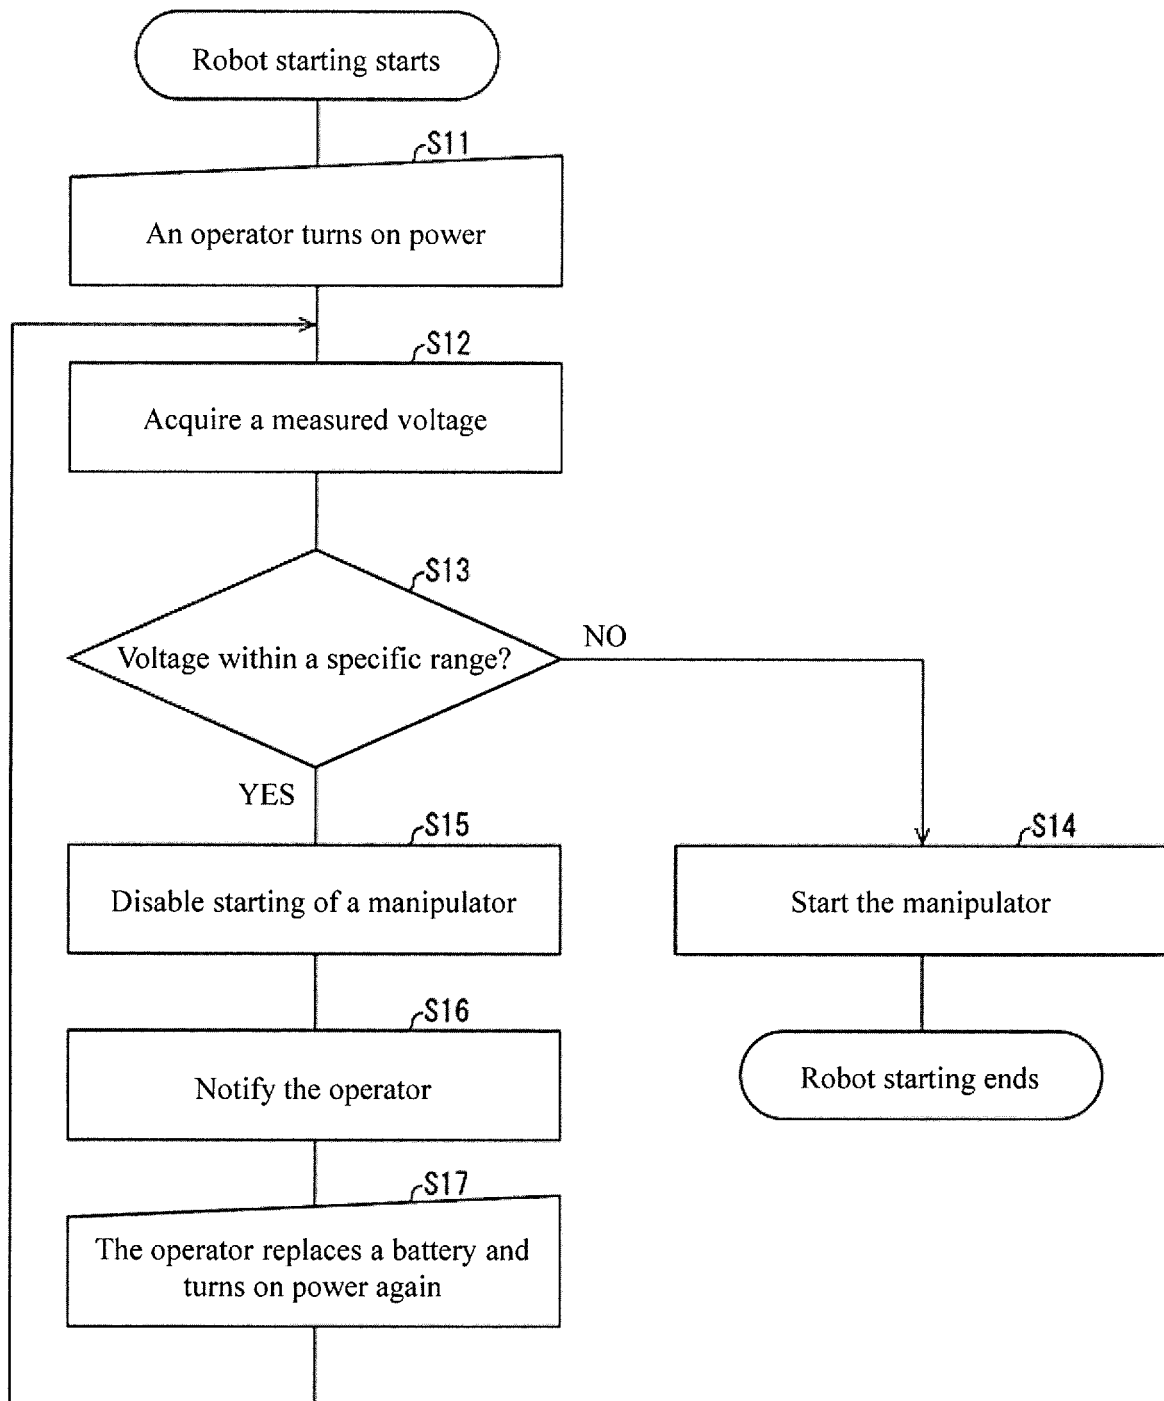 Robot starting starts
S11
An operator turns on power
S12
Acquire a measured voltage
S13
Voltage within a specific range?
NO
YES
S15
Disable starting of a manipulator
S14
Start the manipulator
S16
Notify the operator
Robot starting ends
S17
The operator replaces a battery and
turns on power again